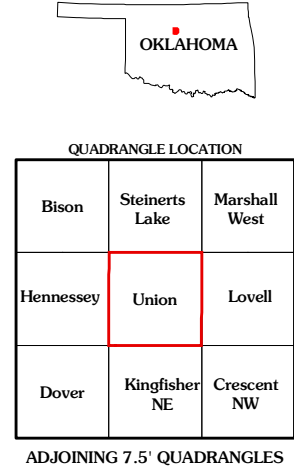 OKLAHOMA
QUADRANGLE LOCATION
Bison
Steinerts
Lake
Marshall
West
Hennessey
Union
Lovell
Dover
Kingfisher
NE
Crescent
NW
ADJOINING 7.5' QUADRANGLES